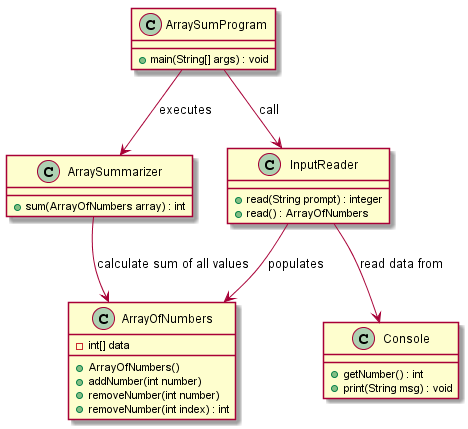 C ArraySumProgram
main(String[] args) : void
executes
call
C ArraySummarizer
sum(ArrayOfNumbers array) : int
C InputReader
read(String prompt) : integer
read() : ArrayOfNumbers
calculate sum of all values
populates
read data from
C ArrayOfNumbers
int[] data
ArrayOfNumbers()
addNumber(int number)
removeNumber(int number)
removeNumber(int index) : int
C Console
getNumber() : int
print(String msg) : void